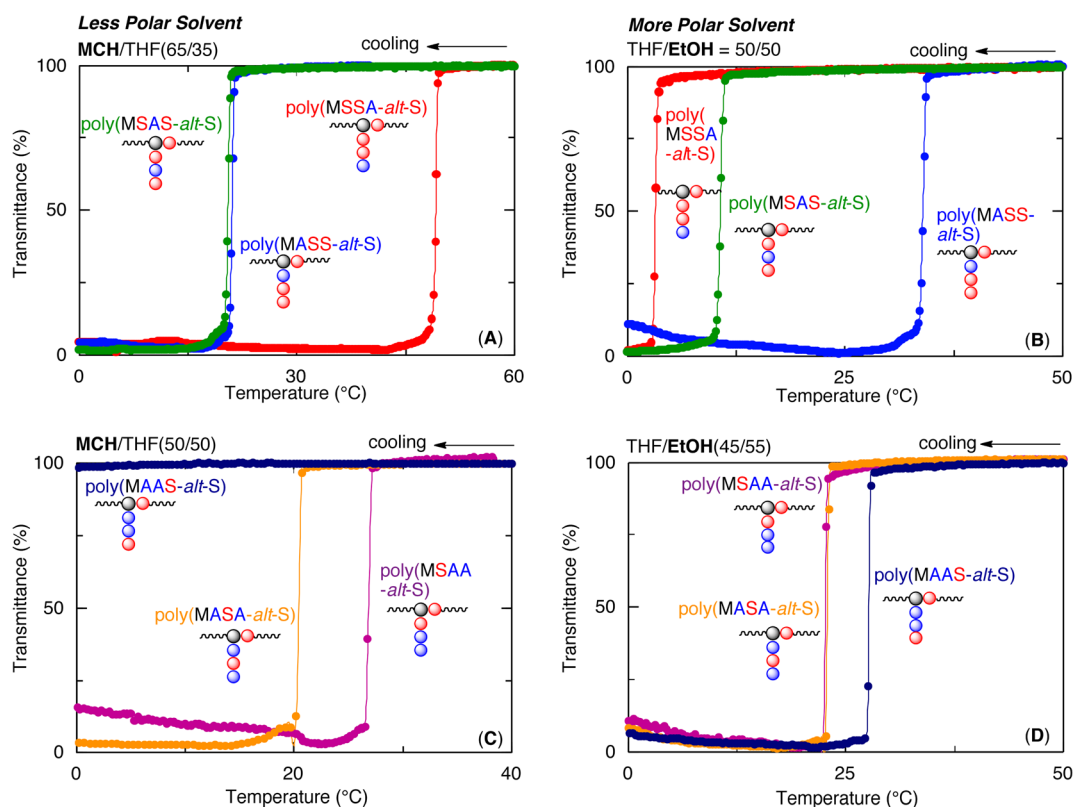 Less Polar Solvent
MCH/THF(65/35)
cooling
100
50
0
Transmittance (%)
poly(MSAS-alt-S)
poly(MSSA-alt-S)
poly(MASS-alt-S)
(A)
0
30
60
Temperature (°C)
More Polar Solvent
THF/EtOH = 50/50
cooling
100
50
0
Transmittance (%)
poly(
MSSA
-alt-S)
poly(MSAS-alt-S)
poly(MASS-
alt-S)
(B)
0
25
50
Temperature (°C)
MCH/THF(50/50)
cooling
100
50
0
Transmittance (%)
poly(MAAS-alt-S)
poly(MASA-alt-S)
poly(MSAA
-alt-S)
(C)
0
20
40
Temperature (°C)
THF/EtOH(45/55)
cooling
100
50
0
Transmittance (%)
poly(MSAA-alt-S)
poly(MASA-alt-S)
poly(MAAS-alt-S)
(D)
0
25
50
Temperature (°C)